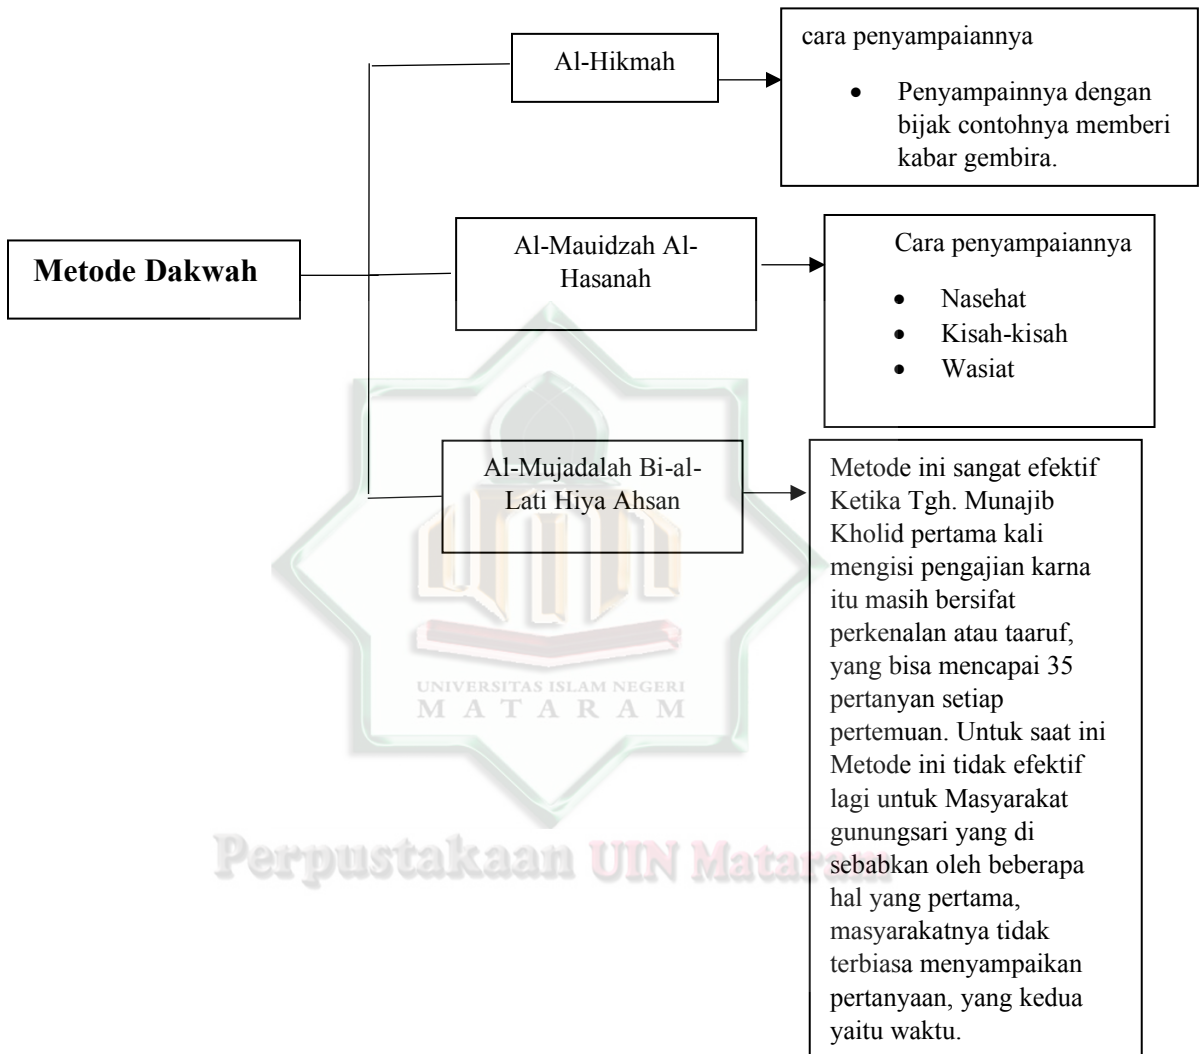 Metode Dakwah
Al-Hikmah
cara penyampaiannya
• Penyampainnya dengan
bijak contohnya memberi
kabar gembira.
Al-Mauidzah Al-
Hasanah
Cara penyampaiannya
• Nasehat
• Kisah-kisah
• Wasiat
Al-Mujadalah Bi-al-
Lati Hiya Ahsan
Metode ini sangat efektif
Ketika Tgh. Munajib
Kholid pertama kali
mengisi pengajian karna
itu masih bersifat
perkenalan atau taaruf,
yang bisa mencapai 35
pertanyan setiap
pertemuan. Untuk saat ini
Metode ini tidak efektif
lagi untuk Masyarakat
gunungsari yang di
sebabkan oleh beberapa
hal yang pertama,
masyarakatnya tidak
terbiasa menyampaikan
pertanyaan, yang kedua
yaitu waktu.
UNIVERSITAS ISLAM NEGERI
MATARAM
Perpustakaan UIN Mataram